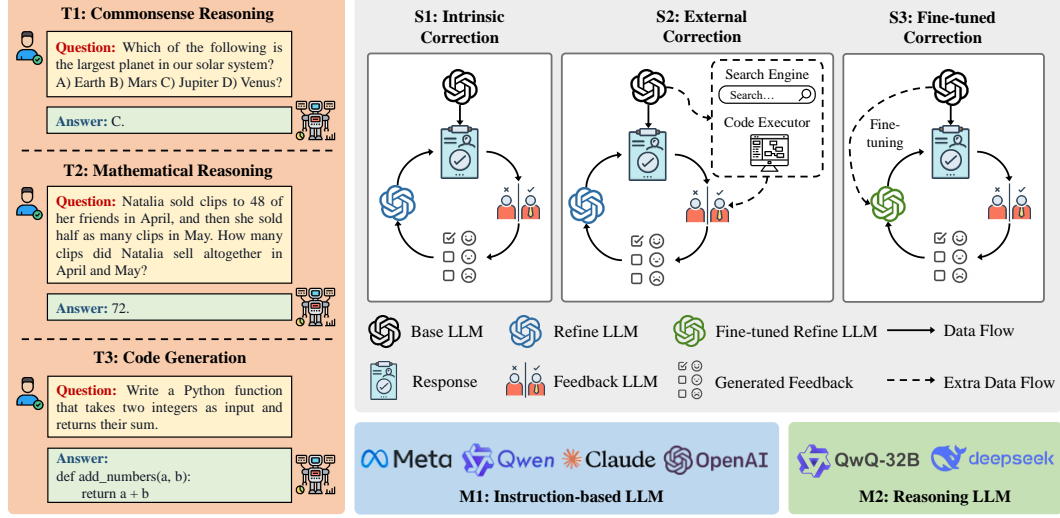 T1: Commonsense Reasoning
Question: Which of the following is
the largest planet in our solar system?
A) Earth B) Mars C) Jupiter D) Venus?
Answer: C.
T2: Mathematical Reasoning
Question: Natalia sold clips to 48 of
her friends in April, and then she sold
half as many clips in May. How many
clips did Natalia sell altogether in
April and May?
Answer: 72.
T3: Code Generation
Question: Write a Python function
that takes two integers as input and
returns their sum.
Answer:
def add_numbers(a, b):
return a + b
S1: Intrinsic
Correction
S2: External
Correction
Search Engine
Search...
Code Executor
S3: Fine-tuned
Correction
Fine-
tuning
Base LLM
Refine LLM
Fine-tuned Refine LLM
Data Flow
Response
Feedback LLM
Generated Feedback
Extra Data Flow
Meta
Qwen
Claude
OpenAI
M1: Instruction-based LLM
QwQ-32B
deepseek
M2: Reasoning LLM